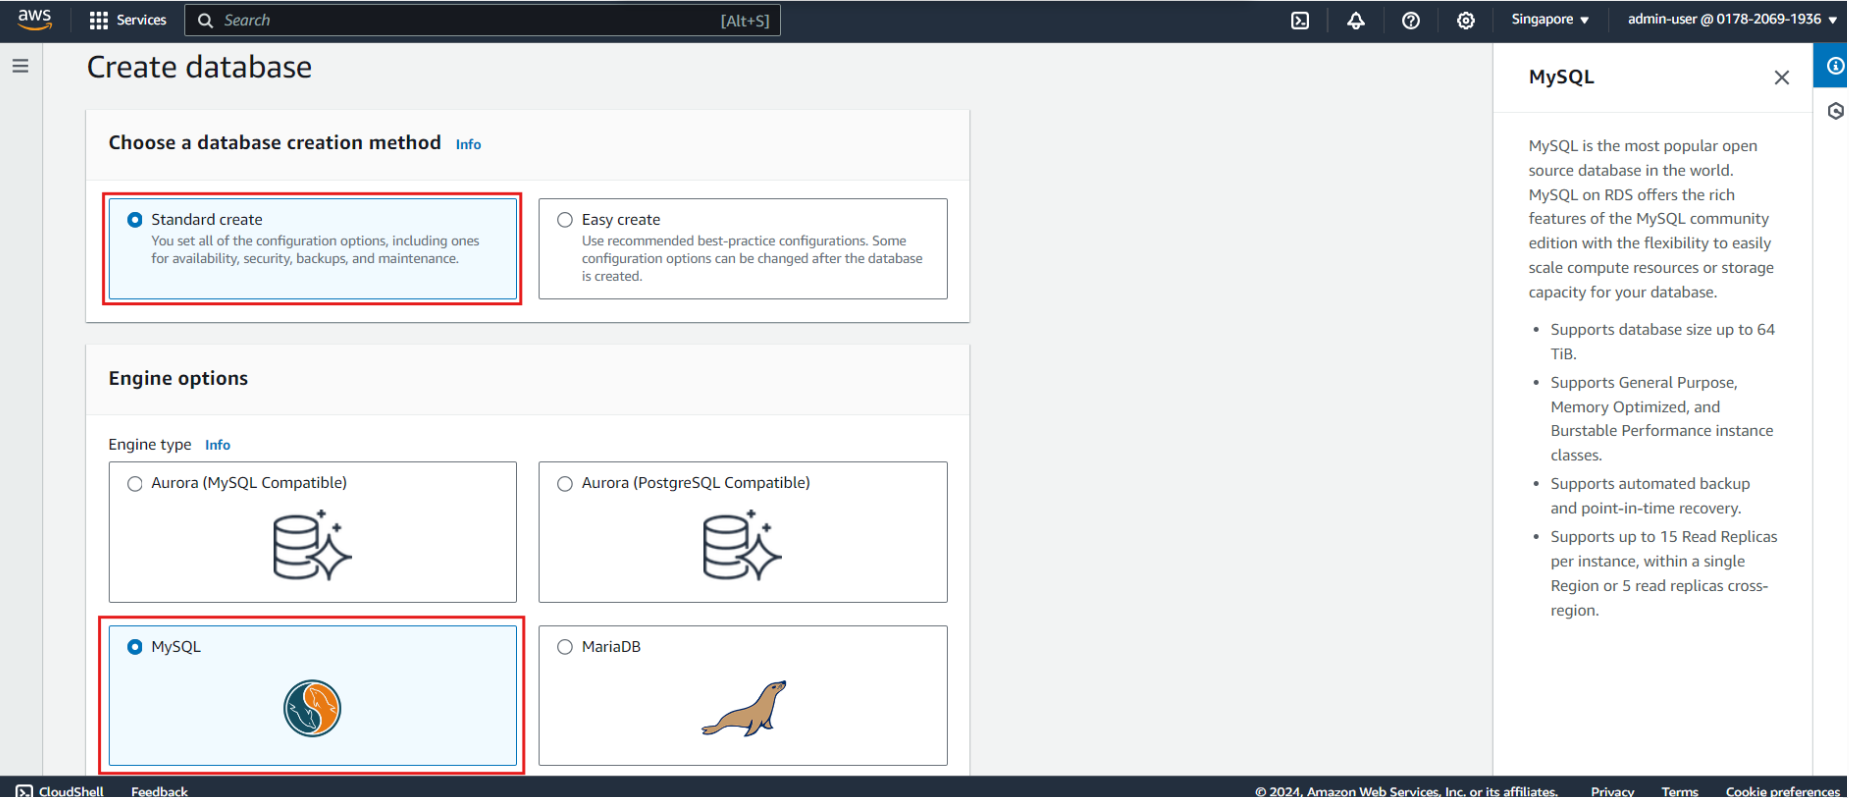 aws
Services
Search
[Alt+S]
Singapore
admin-user @ 0178-2069-1936
Create database
Choose a database creation method Info
Standard create
You set all of the configuration options, including ones
for availability, security, backups, and maintenance.
Easy create
Use recommended best-practice configurations. Some
configuration options can be changed after the database
is created.
Engine options
Engine type Info
Aurora (MySQL Compatible)
Aurora (PostgreSQL Compatible)
MySQL
MariaDB
MySQL
MySQL is the most popular open
source database in the world.
MySQL on RDS offers the rich
features of the MySQL community
edition with the flexibility to easily
scale compute resources or storage
capacity for your database.
• Supports database size up to 64
TiB.
• Supports General Purpose,
Memory Optimized, and
Burstable Performance instance
classes.
• Supports automated backup
and point-in-time recovery.
• Supports up to 15 Read Replicas
per instance, within a single
Region or 5 read replicas cross-
region.
CloudShell
Feedback
© 2024, Amazon Web Services, Inc. or its affiliates.
Privacy
Terms
Cookie preferences